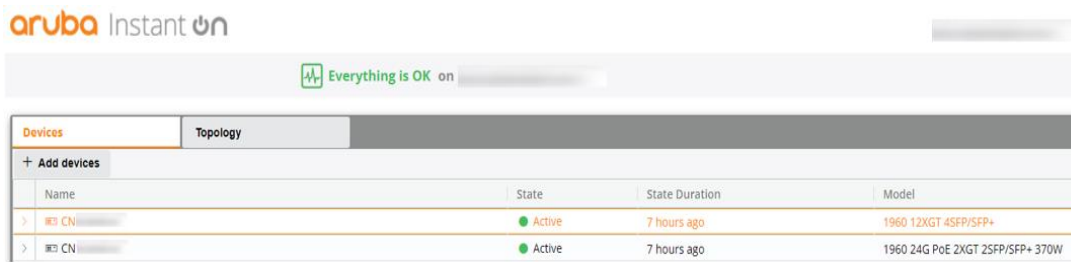 aruba Instant on
Everything is OK on
Devices Topology
+ Add devices
Name State State Duration Model
CN Active 7 hours ago 1960 12XGT 4SFP/SFP+
CN Active 7 hours ago 1960 24G PoE 2XGT 2SFP/SFP+ 370W